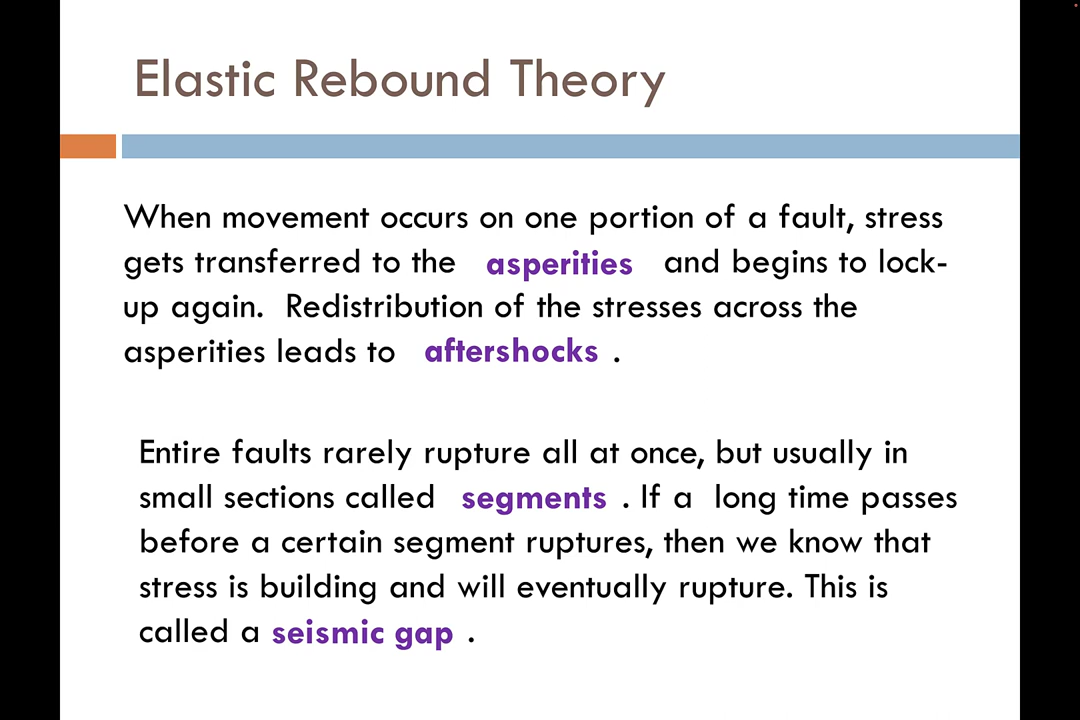 Elastic Rebound Theory
When movement occurs on one portion of a fault, stress
gets transferred to the asperities and begins to lock-
up again. Redistribution of the stresses across the
asperities leads to aftershocks .
Entire faults rarely rupture all at once, but usually in
small sections called segments . If a long time passes
before a certain segment ruptures, then we know that
stress is building and will eventually rupture. This is
called a seismic gap .